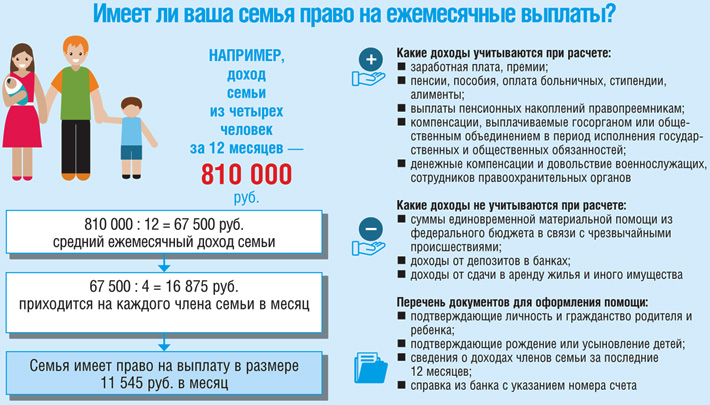 Имеет ли ваша семья право на ежемесячные выплаты?
НАПРИМЕР,
доход
семьи
из четырех
человек
за 12 месяцев —
810 000
руб.
810 000 : 12 = 67 500 руб.
средний ежемесячный доход семьи
67 500 : 4 = 16 875 руб.
приходится на каждого члена семьи в месяц
Семья имеет право на выплату в размере
11 545 руб. в месяц
Какие доходы учитываются при расчете:
■ заработная плата, премии;
■ пенсии, пособия, оплата больничных, стипендии,
алименты;
■ выплаты пенсионных накоплений правопреемникам;
■ компенсации, выплачиваемые госорганом или обще-
ственным объединением в период исполнения государ-
ственных и общественных обязанностей;
■ денежные компенсации и довольствие военнослужащих,
сотрудников правоохранительных органов
Какие доходы не учитываются при расчете:
■ суммы единовременной материальной помощи из
федерального бюджета в связи с чрезвычайными
происшествиями;
■ доходы от депозитов в банках;
■ доходы от сдачи в аренду жилья и иного имущества
Перечень документов для оформления помощи:
■ подтверждающие личность и гражданство родителя и
ребенка;
■ подтверждающие рождение или усыновление детей;
■ сведения о доходах членов семьи за последние
12 месяцев;
■ справка из банка с указанием номера счета